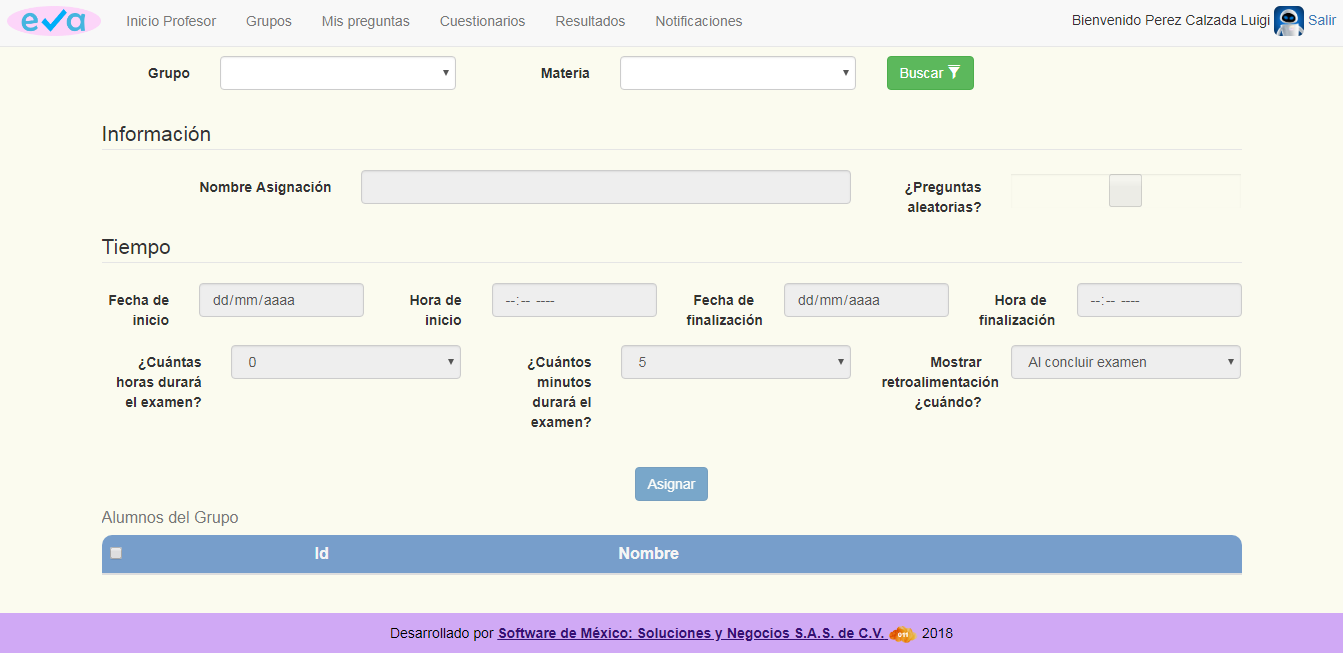 eva Inicio Profesor Grupos Mis preguntas Cuestionarios Resultados Notificaciones Bienvenido Perez Calzada Luigi Salir
Grupo Materia Buscar
Información
Nombre Asignación ¿Preguntas aleatorias?
Tiempo
Fecha de inicio dd/mm/aaaa Hora de inicio --:-- ---- Fecha de finalización dd/mm/aaaa Hora de finalización --:-- ----
¿Cuántas horas durará el examen? 0 ¿Cuántos minutos durará el examen? 5 Mostrar retroalimentación ¿cuándo? Al concluir examen
Asignar
Alumnos del Grupo
Id Nombre
Desarrollado por Software de México: Soluciones y Negocios S.A.S. de C.V. 011 2018